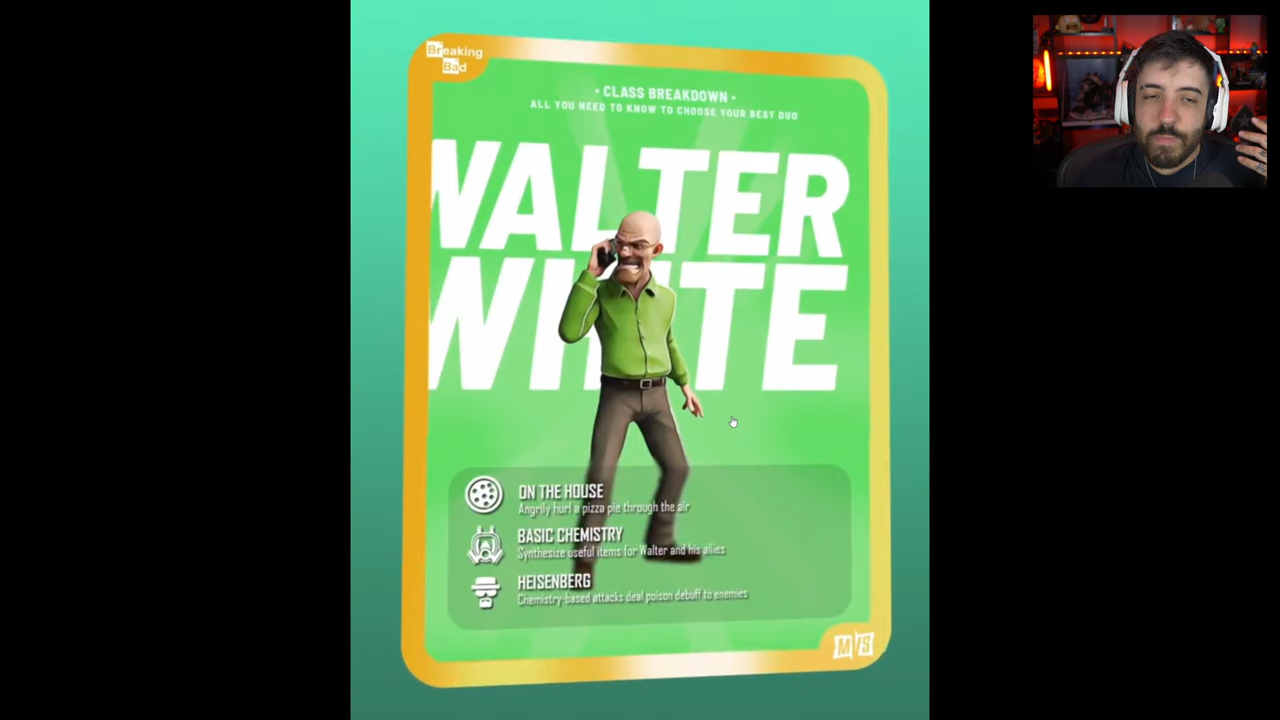 Breaking
Bad
• CLASS BREAKDOWN •
ALL YOU NEED TO KNOW TO CHOOSE YOUR BEST DUO
WALTER
WHITE
ON THE HOUSE
Angrily hurl a pizza pie through the air
BASIC CHEMISTRY
Synthesize useful items for Walter and his allies
HEISENBERG
Chemistry-based attacks deal poison debuff to enemies
MVS